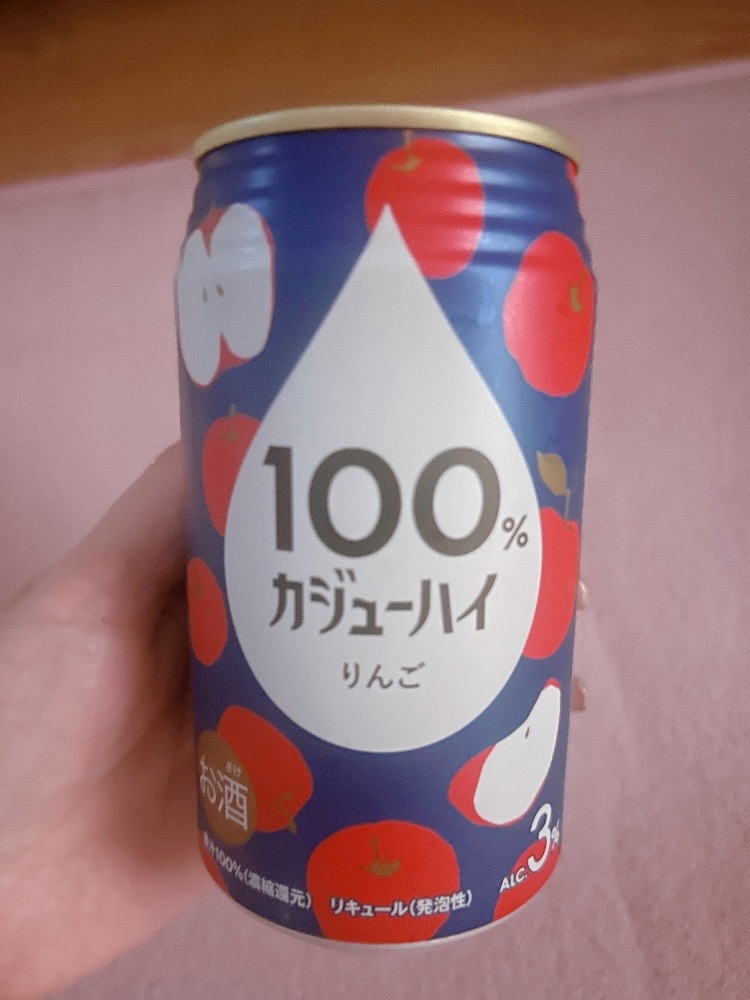 100%
カジューハイ
りんご
さけ
お酒
果汁100%(濃縮還元)
リキュール(発泡性)
ALC.3%